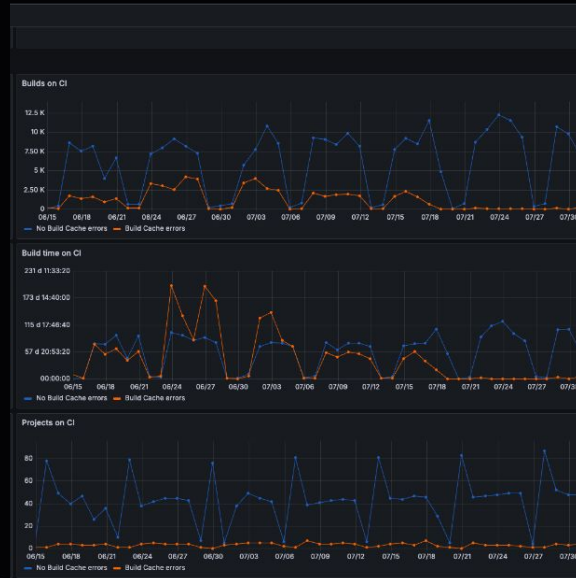 Builds on CI
12.5 K
10 K
7.50 K
5 K
2.50 K
0
06/15 06/18 06/21 06/24 06/27 06/30 07/03 07/06 07/09 07/12 07/15 07/18 07/21 07/24 07/27 07/30
No Build Cache errors Build Cache errors
Build time on CI
231 d 11:33:20
173 d 14:40:00
115 d 17:46:40
57 d 20:53:20
00:00:00
06/15 06/18 06/21 06/24 06/27 06/30 07/03 07/06 07/09 07/12 07/15 07/18 07/21 07/24 07/27
No Build Cache errors Build Cache errors
Projects on CI
80
60
40
20
0
06/15 06/18 06/21 06/24 06/27 06/30 07/03 07/06 07/09 07/12 07/15 07/18 07/21 07/24 07/27 07/30
No Build Cache errors Build Cache errors